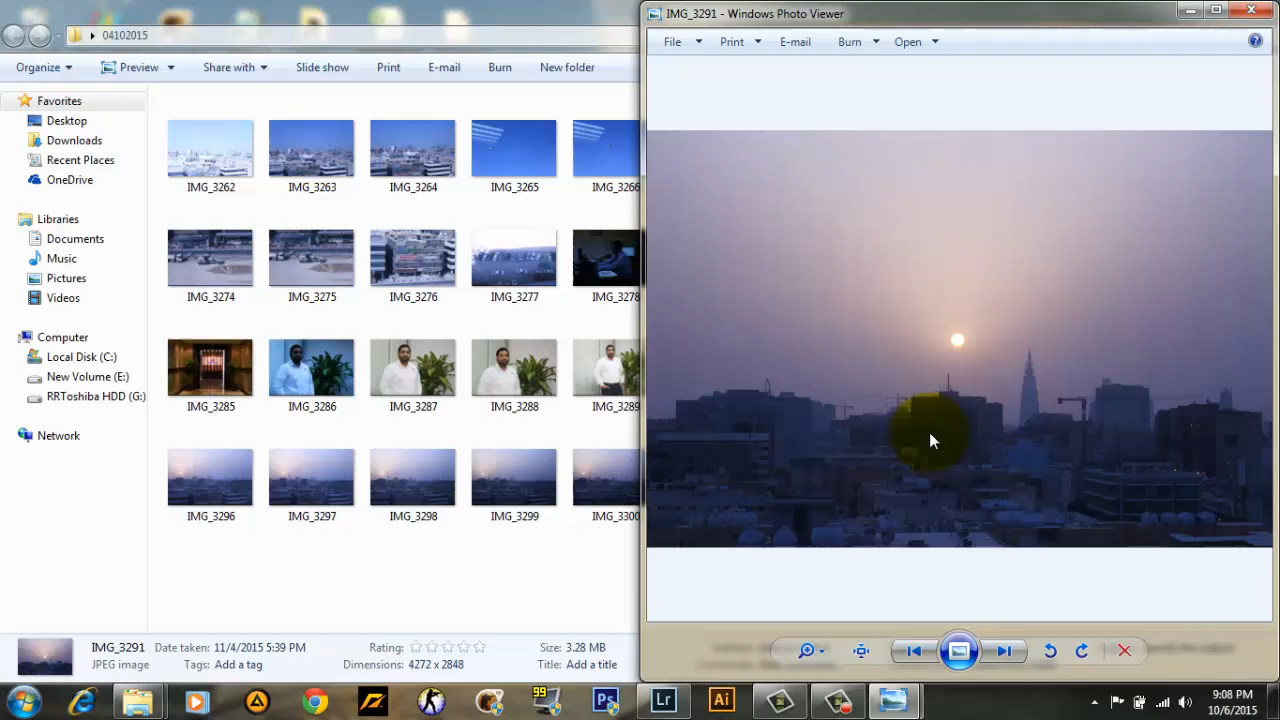 04102015
Organize
Preview
Share with
Slide show
Print
E-mail
Burn
New folder
Favorites
Desktop
Downloads
Recent Places
OneDrive
Libraries
Documents
Music
Pictures
Videos
Computer
Local Disk (C:)
New Volume (E:)
RRToshiba HDD (G:)
Network
IMG_3262
IMG_3263
IMG_3264
IMG_3265
IMG_3266
IMG_3274
IMG_3275
IMG_3276
IMG_3277
IMG_3278
IMG_3285
IMG_3286
IMG_3287
IMG_3288
IMG_3289
IMG_3296
IMG_3297
IMG_3298
IMG_3299
IMG_3300
IMG_3291 Date taken: 11/4/2015 5:39 PM Rating: Size: 3.28 MB
JPEG image Tags: Add a tag Dimensions: 4272 x 2848 Title: Add a title
IMG_3291 - Windows Photo Viewer
File Print E-mail Burn Open
99
Ps
Lr
Ai
9:08 PM
10/6/2015